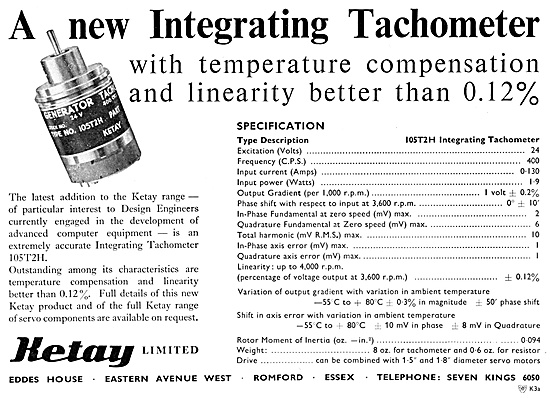 A new Integrating Tachometer
with temperature compensation
and linearity better than 0.12%
GENERATOR TACHO
24 V
TYPE NO. 105T2H. PART
KETAY
SPECIFICATION
Type Description 105T2H Integrating Tachometer
Excitation (Volts) 24
Frequency (C.P.S.) 400
Input current (Amps) 0·130
Input power (Watts) 1·9
Output Gradient (per 1,000 r.p.m.) 1 volt ± 0.2%
Phase shift with respect to input at 3,600 r.p.m. 0° ± 10′
In-Phase Fundamental at zero speed (mV) max. 2
Quadrature Fundamental at Zero speed (mV) max. 6
Total harmonic (mV R.M.S.) max. 10
In-Phase axis error (mV) max. 1
Quadrature axis error (mV) max. 1
Linearity: up to 4,000 r.p.m.
(percentage of voltage output at 3,600 r.p.m.) ± 0.12%
Variation of output gradient with variation in ambient temperature
—55°C to + 80°C ± 0·3% in magnitude ± 50′ phase shift
Shift in axis error with variation in ambient temperature
—55°C to + 80°C ± 10 mV in phase ± 8 mV in Quadrature
Rotor Moment of Inertia (oz. —in.²) 0·094
Weight: 8 oz. for tachometer and 0·6 oz. for resistor
Drive can be combined with 1·5″ and 1·8″ diameter servo motors
The latest addition to the Ketay range —
of particular interest to Design Engineers
currently engaged in the development of
advanced computer equipment — is an
extremely accurate Integrating Tachometer
105T2H.
Outstanding among its characteristics are
temperature compensation and linearity
better than 0.12%. Full details of this new
Ketay product and of the full Ketay range
of servo components are available on request.
Ketay LIMITED
EDDES HOUSE · EASTERN AVENUE WEST · ROMFORD · ESSEX · TELEPHONE: SEVEN KINGS 6050
K3a